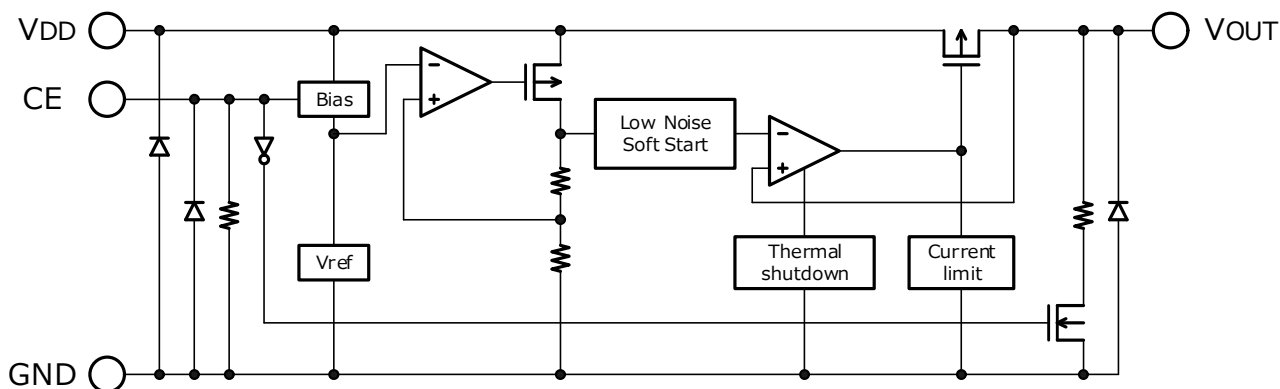 VDD
VOUT
CE
Bias
−
+
Low Noise
Soft Start
−
+
Vref
Thermal
shutdown
Current
limit
GND